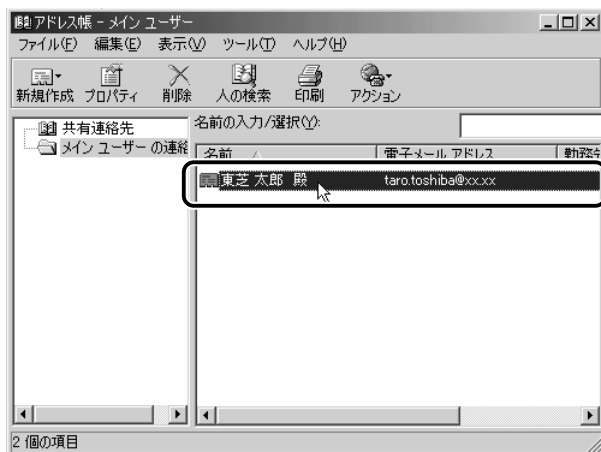 アドレス帳 - メイン ユーザー
ファイル(F) 編集(E) 表示(V) ツール(T) ヘルプ(H)
新規作成 プロパティ 削除 人の検索 印刷 アクション
共有連絡先
メイン ユーザー の連絡
名前の入力/選択(Y):
名前 電子メール アドレス 勤務先
東芝 太郎 殿 taro.toshiba@xx.xx
2 個の項目